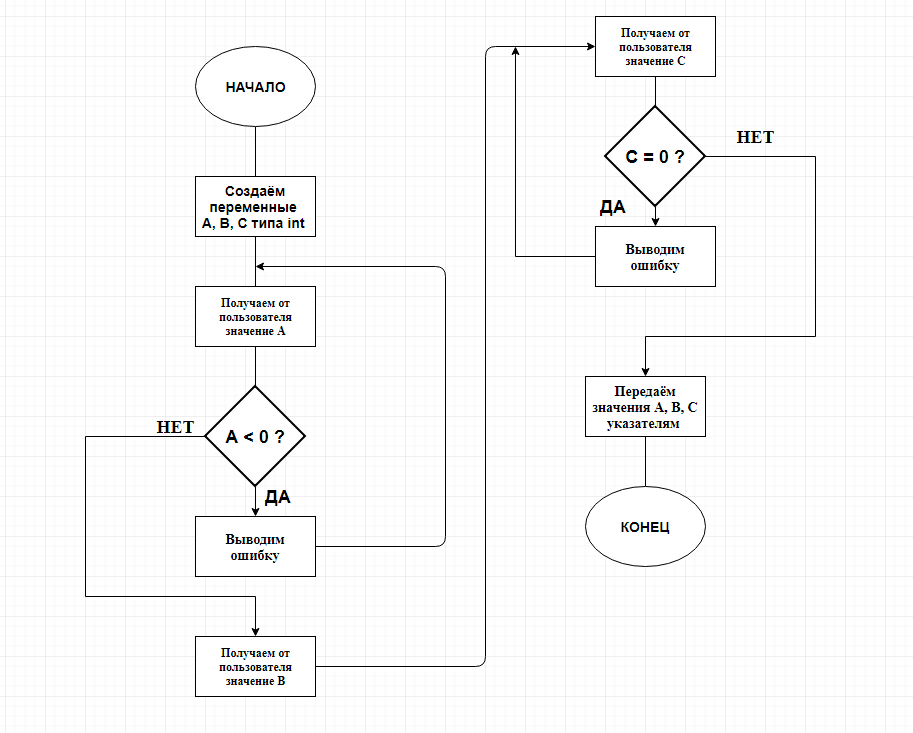 НАЧАЛО
Создаём
переменные
A, B, C типа int
Получаем от
пользователя
значение A
A < 0 ?
НЕТ
ДА
Выводим
ошибку
Получаем от
пользователя
значение B
Получаем от
пользователя
значение C
C = 0 ?
НЕТ
ДА
Выводим
ошибку
Передаём
значения A, B, C
указателям
КОНЕЦ